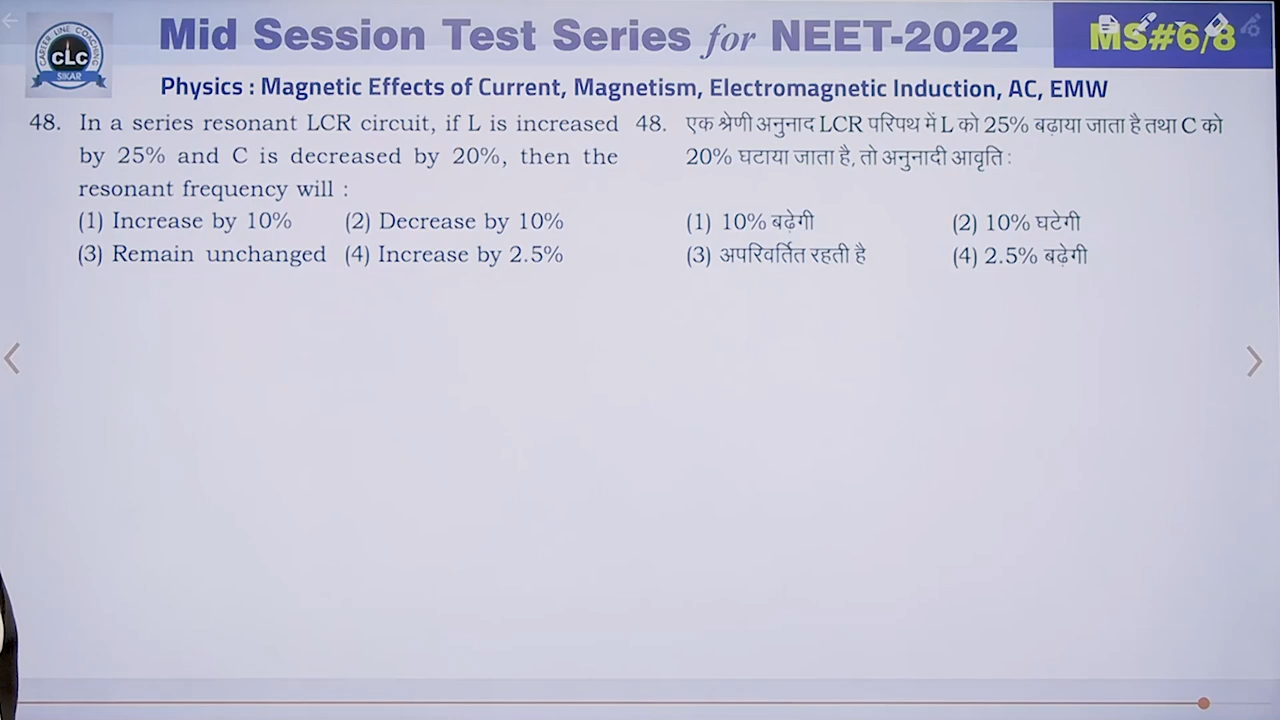 Mid Session Test Series for NEET-2022
MS#6/8
CAREER LINE COACHING
CLC
SIKAR
Physics : Magnetic Effects of Current, Magnetism, Electromagnetic Induction, AC, EMW
48. In a series resonant LCR circuit, if L is increased
by 25% and C is decreased by 20%, then the
resonant frequency will :
(1) Increase by 10% (2) Decrease by 10%
(3) Remain unchanged (4) Increase by 2.5%
48. एक श्रेणी अनुनाद LCR परिपथ में L को 25% बढ़ाया जाता है तथा C को
20% घटाया जाता है, तो अनुनादी आवृति :
(1) 10% बढ़ेगी (2) 10% घटेगी
(3) अपरिवर्तित रहती है (4) 2.5% बढ़ेगी